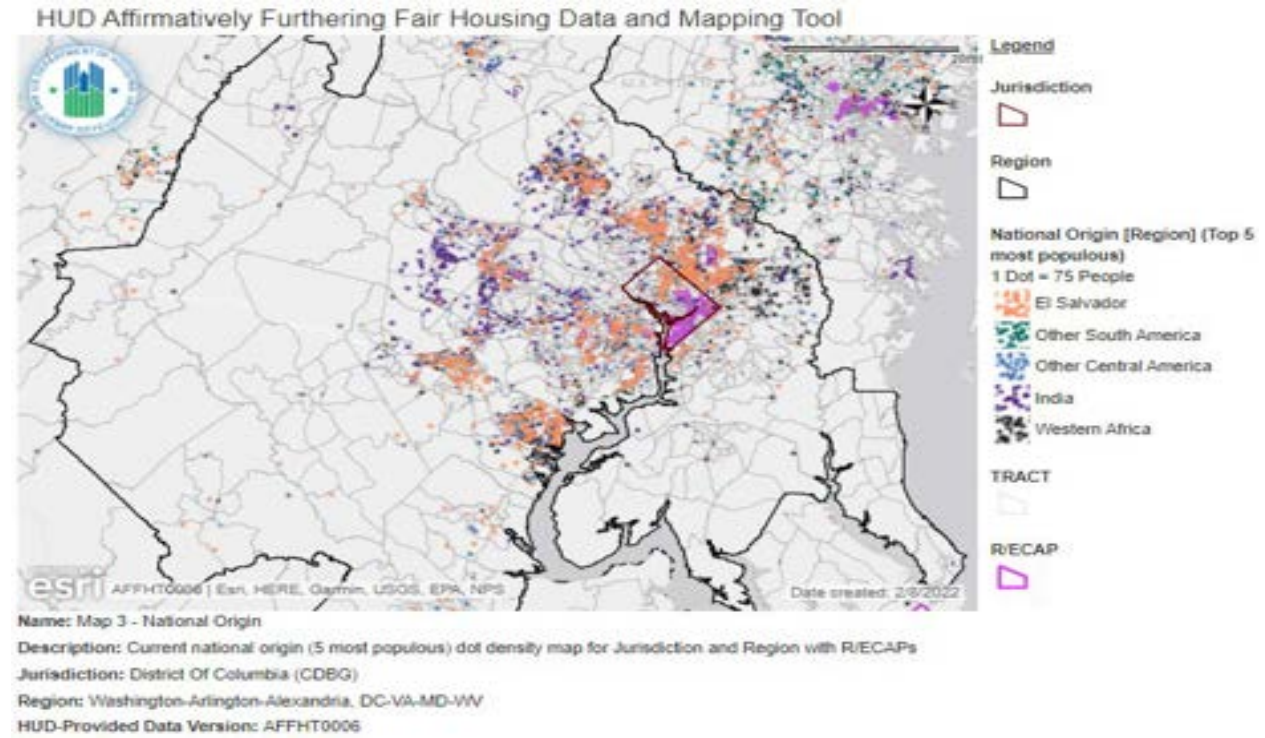 HUD Affirmatively Furthering Fair Housing Data and Mapping Tool
Legend
Jurisdiction
Region
National Origin [Region] (Top 5
most populous)
1 Dot = 75 People
El Salvador
Other South America
Other Central America
India
Western Africa
TRACT
R/ECAP
esri AFFHT0006 | Esri, HERE, Garmin, USGS, EPA, NPS
Date created: 2/8/2022
Name: Map 3 - National Origin
Description: Current national origin (5 most populous) dot density map for Jurisdiction and Region with R/ECAPs
Jurisdiction: District Of Columbia (CDBG)
Region: Washington-Arlington-Alexandria, DC-VA-MD-WV
HUD-Provided Data Version: AFFHT0006